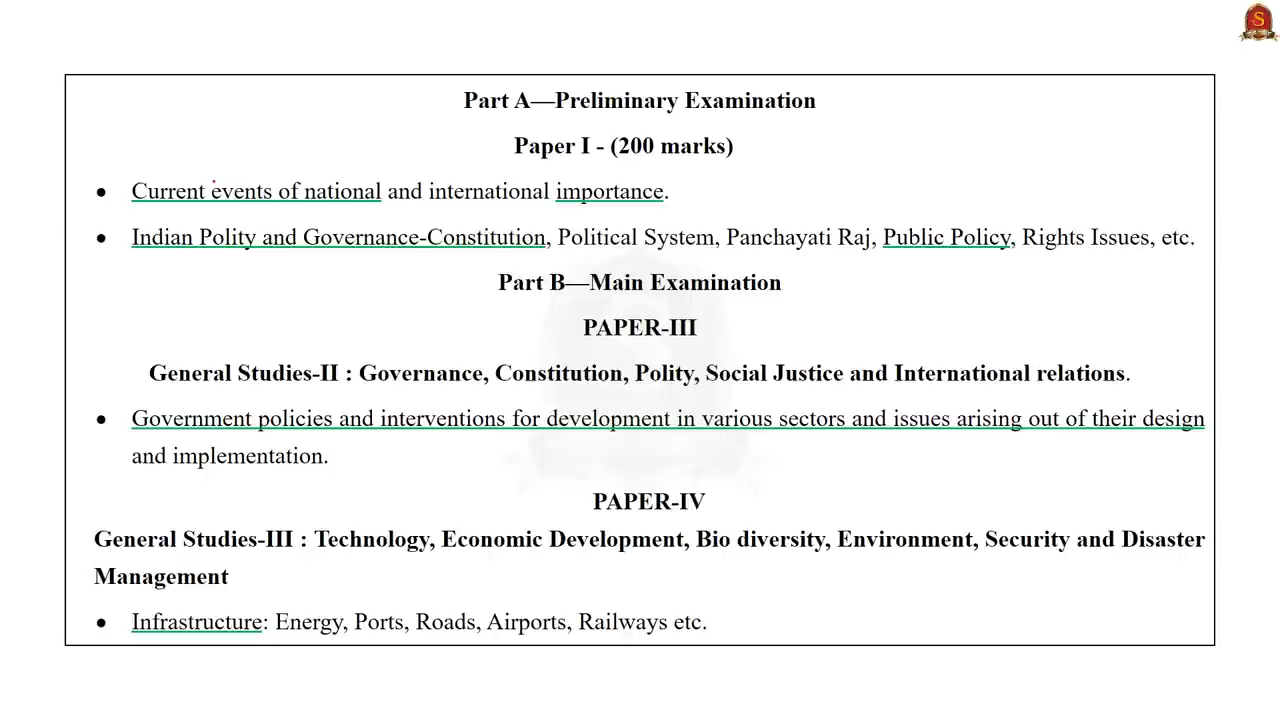 S
Part A—Preliminary Examination
Paper I - (200 marks)
• Current events of national and international importance.
• Indian Polity and Governance-Constitution, Political System, Panchayati Raj, Public Policy, Rights Issues, etc.
Part B—Main Examination
PAPER-III
General Studies-II : Governance, Constitution, Polity, Social Justice and International relations.
• Government policies and interventions for development in various sectors and issues arising out of their design
and implementation.
PAPER-IV
General Studies-III : Technology, Economic Development, Bio diversity, Environment, Security and Disaster
Management
• Infrastructure: Energy, Ports, Roads, Airports, Railways etc.